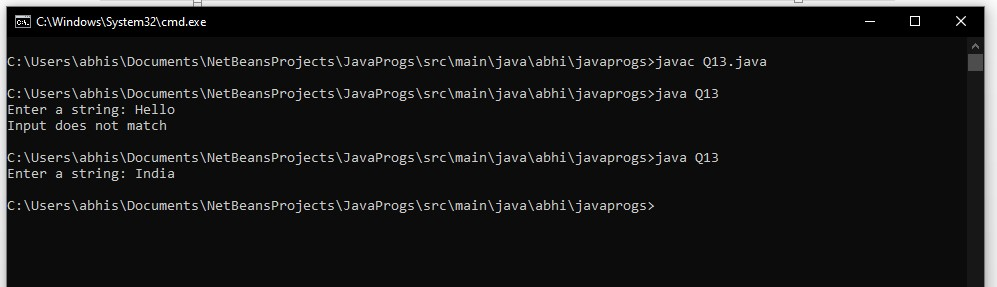 C:\Windows\System32\cmd.exe
C:\Users\abhis\Documents\NetBeansProjects\JavaProgs\src\main\java\abhi\javaprogs>javac Q13.java
C:\Users\abhis\Documents\NetBeansProjects\JavaProgs\src\main\java\abhi\javaprogs>java Q13
Enter a string: Hello
Input does not match
C:\Users\abhis\Documents\NetBeansProjects\JavaProgs\src\main\java\abhi\javaprogs>java Q13
Enter a string: India
C:\Users\abhis\Documents\NetBeansProjects\JavaProgs\src\main\java\abhi\javaprogs>